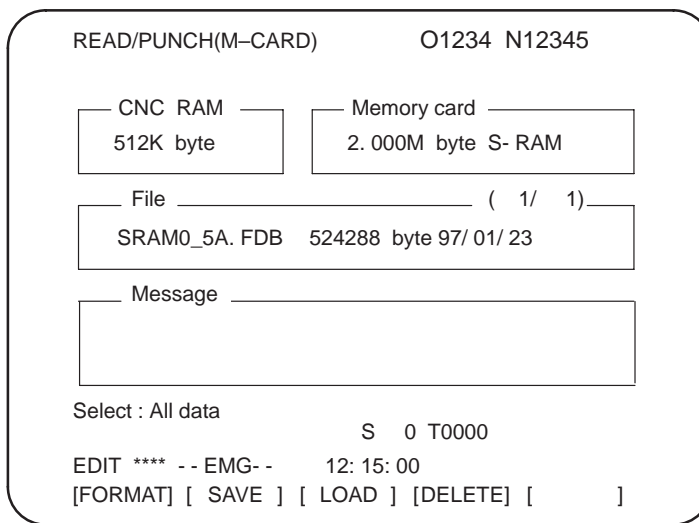 READ/PUNCH(M–CARD) O1234 N12345
CNC RAM Memory card
512K byte 2. 000M byte S- RAM
File ( 1/ 1)
SRAM0_5A. FDB 524288 byte 97/ 01/ 23
Message
Select : All data
S 0 T0000
EDIT **** - - EMG- - 12: 15: 00
[FORMAT] [ SAVE ] [ LOAD ] [DELETE] [ ]